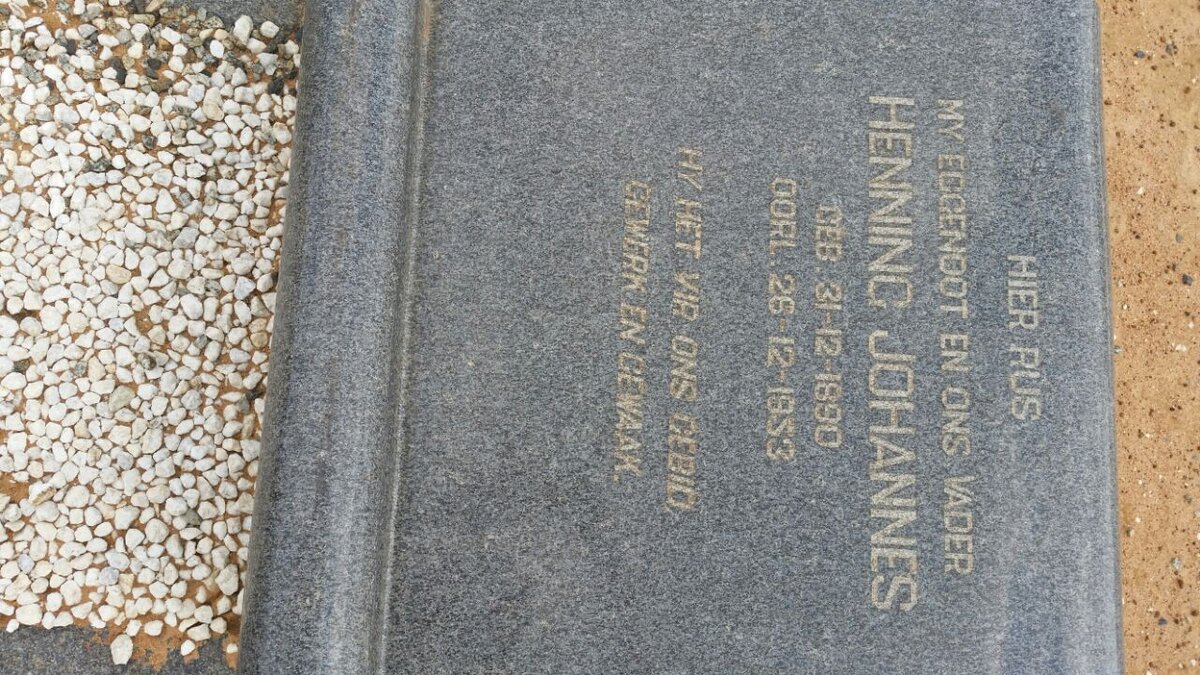 HIER RUS
MY EGGENOOT EN ONS VADER
HENNING JOHANNES
GEB. 31-12-1890
OORL. 26-12-1953
HY HET VIR ONS GEBID,
GEWERK EN GEWAAK.